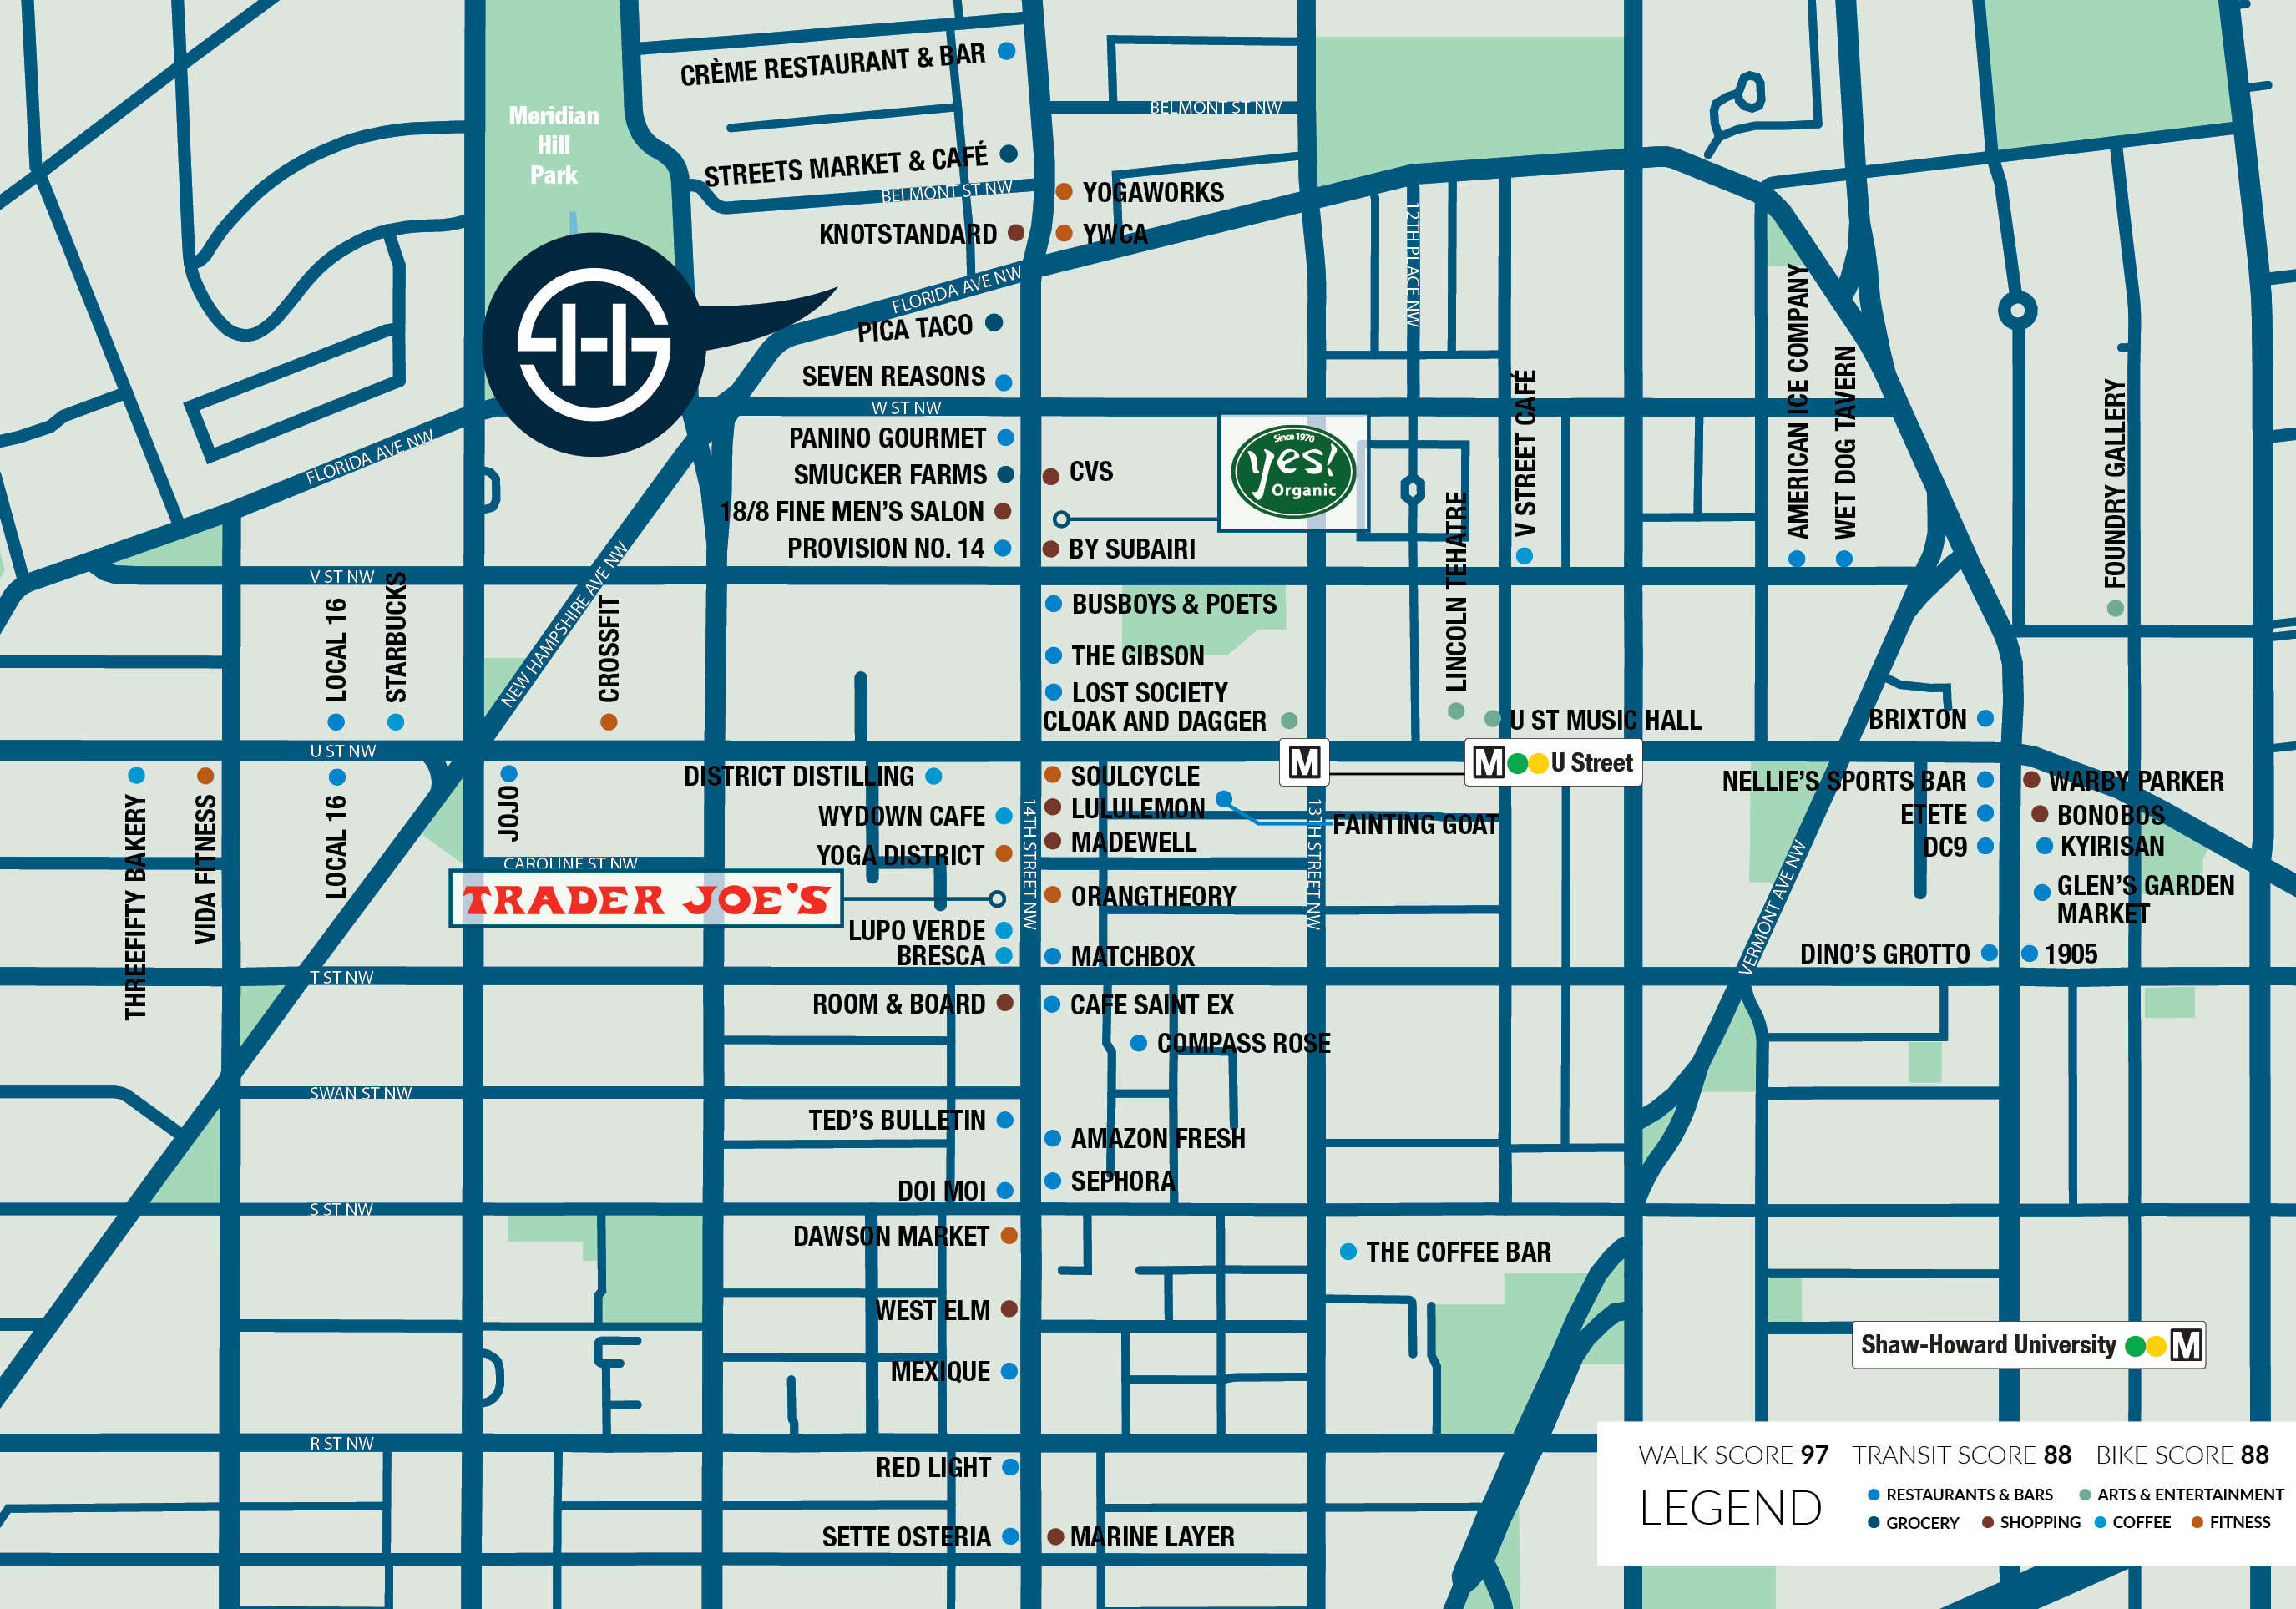 CRÈME RESTAURANT & BAR
Meridian
Hill
Park
BELMONT ST NW
STREETS MARKET & CAFÉ
BELMONT ST NW
YOGAWORKS
KNOTSTANDARD
YWCA
12TH PLACE NW
FLORIDA AVE NW
PICA TACO
SEVEN REASONS
W ST NW
PANINO GOURMET
SMUCKER FARMS
18/8 FINE MEN'S SALON
PROVISION NO. 14
CVS
BY SUBAIRI
Since 1970
yes!
Organic
V STREET CAFÉ
LINCOLN TEHATRE
AMERICAN ICE COMPANY
WET DOG TAVERN
FOUNDRY GALLERY
FLORIDA AVE NW
V ST NW
NEW HAMPSHIRE AVE NW
LOCAL 16
STARBUCKS
CROSSFIT
BUSBOYS & POETS
THE GIBSON
LOST SOCIETY
CLOAK AND DAGGER
U ST MUSIC HALL
BRIXTON
U ST NW
M
M U Street
THREEFIFTY BAKERY
VIDA FITNESS
LOCAL 16
JOJO
DISTRICT DISTILLING
WYDOWN CAFE
YOGA DISTRICT
14TH STREET NW
SOULCYCLE
LULULEMON
MADEWELL
FAINTING GOAT
13TH STREET NW
NELLIE'S SPORTS BAR
ETETE
DC9
WARBY PARKER
BONOBOS
KYIRISAN
GLEN'S GARDEN
MARKET
VERMONT AVE NW
CAROLINE ST NW
TRADER JOE'S
ORANGTHEORY
LUPO VERDE
BRESCA
MATCHBOX
DINO'S GROTTO
1905
T ST NW
ROOM & BOARD
CAFE SAINT EX
COMPASS ROSE
SWAN ST NW
TED'S BULLETIN
AMAZON FRESH
SEPHORA
DOI MOI
S ST NW
DAWSON MARKET
THE COFFEE BAR
WEST ELM
MEXIQUE
Shaw-Howard University M
R ST NW
RED LIGHT
SETTE OSTERIA
MARINE LAYER
WALK SCORE 97 TRANSIT SCORE 88 BIKE SCORE 88
LEGEND
RESTAURANTS & BARS
ARTS & ENTERTAINMENT
GROCERY
SHOPPING
COFFEE
FITNESS